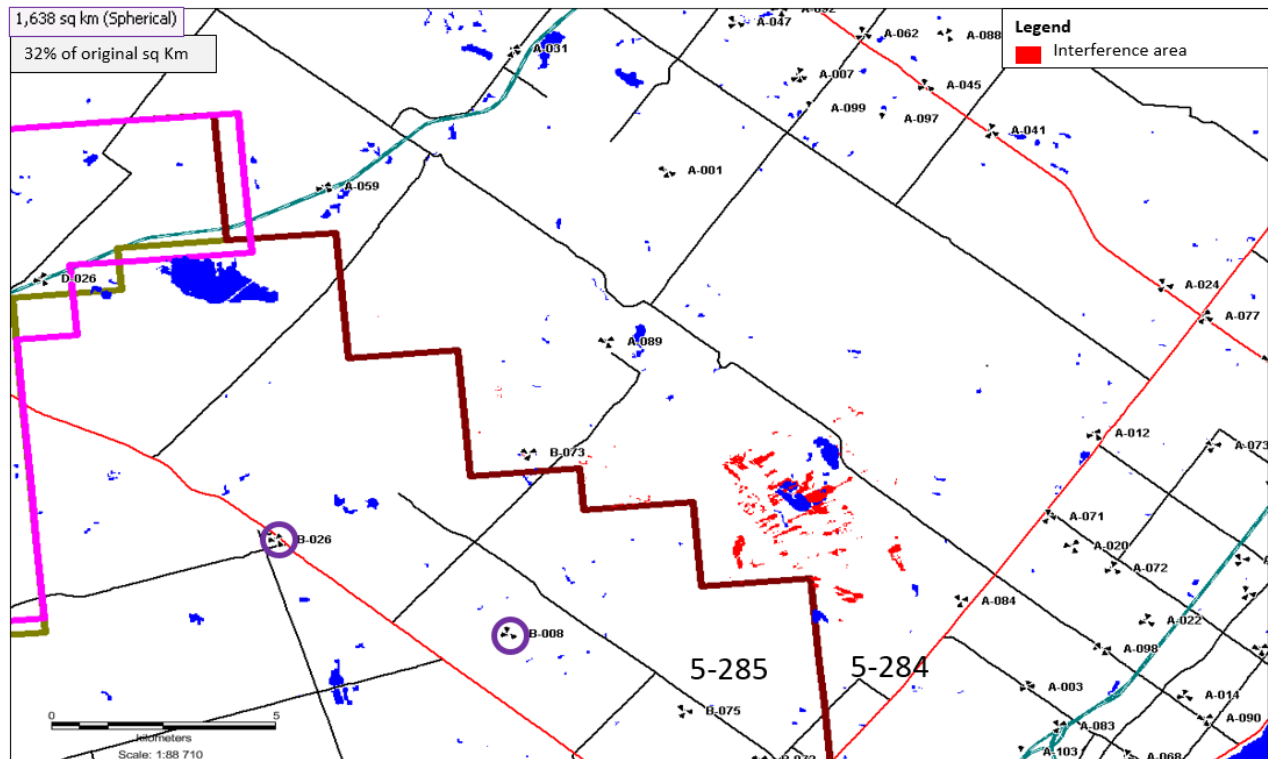 1,638 sq km (Spherical)
32% of original sq Km
Legend
Interference area
A-092
A-047
A-062
A-088
A-031
A-007
A-045
A-099
A-097
A-041
A-001
A-059
D-026
A-024
A-077
A-089
A-012
A-073
B-073
A-071
B-026
A-020
A-072
A-084
A-022
B-008
A-098
5-285
5-284
A-003
A-014
B-075
A-090
A-083
A-103
A-068
0
5
kilometers
Scale: 1:88 710